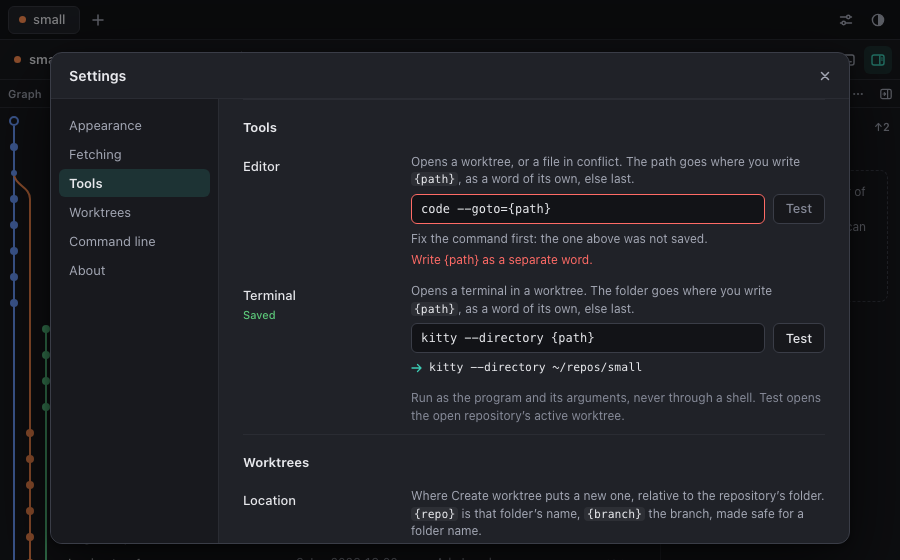 small
sma
Settings
Graph
↑2
Appearance
Fetching
Tools
Worktrees
Command line
About
Tools
Editor
Opens a worktree, or a file in conflict. The path goes where you write
{path}, as a word of its own, else last.
code --goto={path}
Test
Fix the command first: the one above was not saved.
Write {path} as a separate word.
Terminal
Saved
Opens a terminal in a worktree. The folder goes where you write
{path}, as a word of its own, else last.
kitty --directory {path}
Test
→ kitty --directory ~/repos/small
Run as the program and its arguments, never through a shell. Test opens
the open repository's active worktree.
Worktrees
Location
Where Create worktree puts a new one, relative to the repository's folder.
{repo} is that folder's name, {branch} the branch, made safe for a
folder name.
of
can